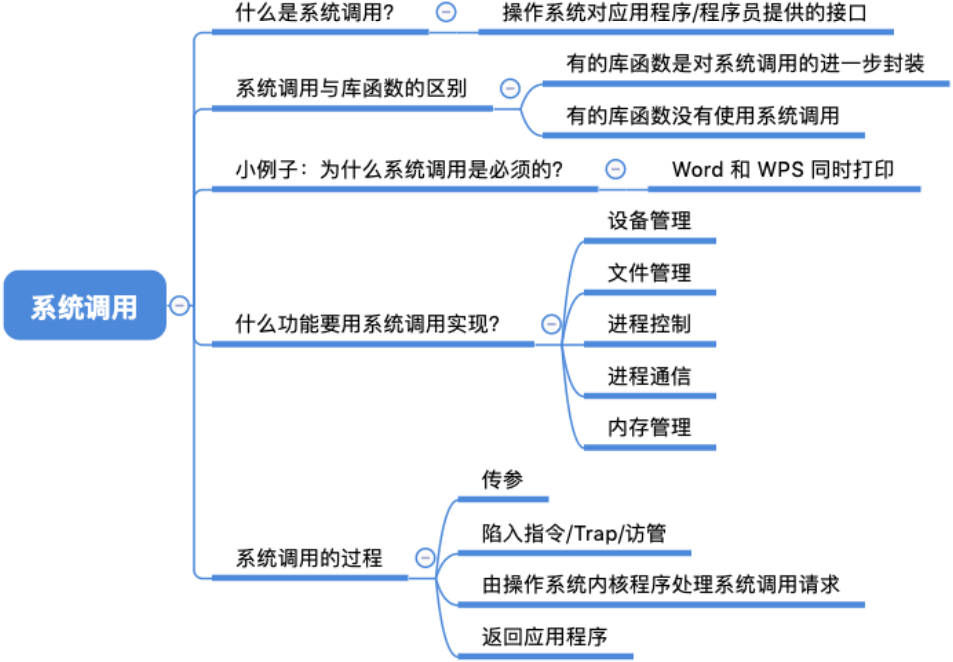 什么是系统调用?
操作系统对应用程序/程序员提供的接口
系统调用与库函数的区别
有的库函数是对系统调用的进一步封装
有的库函数没有使用系统调用
小例子：为什么系统调用是必须的?
Word 和 WPS 同时打印
系统调用
什么功能要用系统调用实现?
设备管理
文件管理
进程控制
进程通信
内存管理
系统调用的过程
传参
陷入指令/Trap/访管
由操作系统内核程序处理系统调用请求
返回应用程序